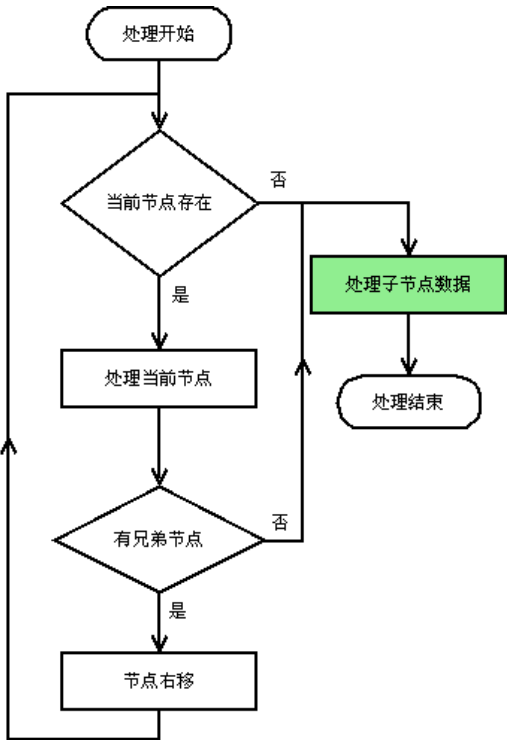 处理开始
当前节点存在
否
是
处理子节点数据
处理当前节点
处理结束
有兄弟节点
否
是
节点右移